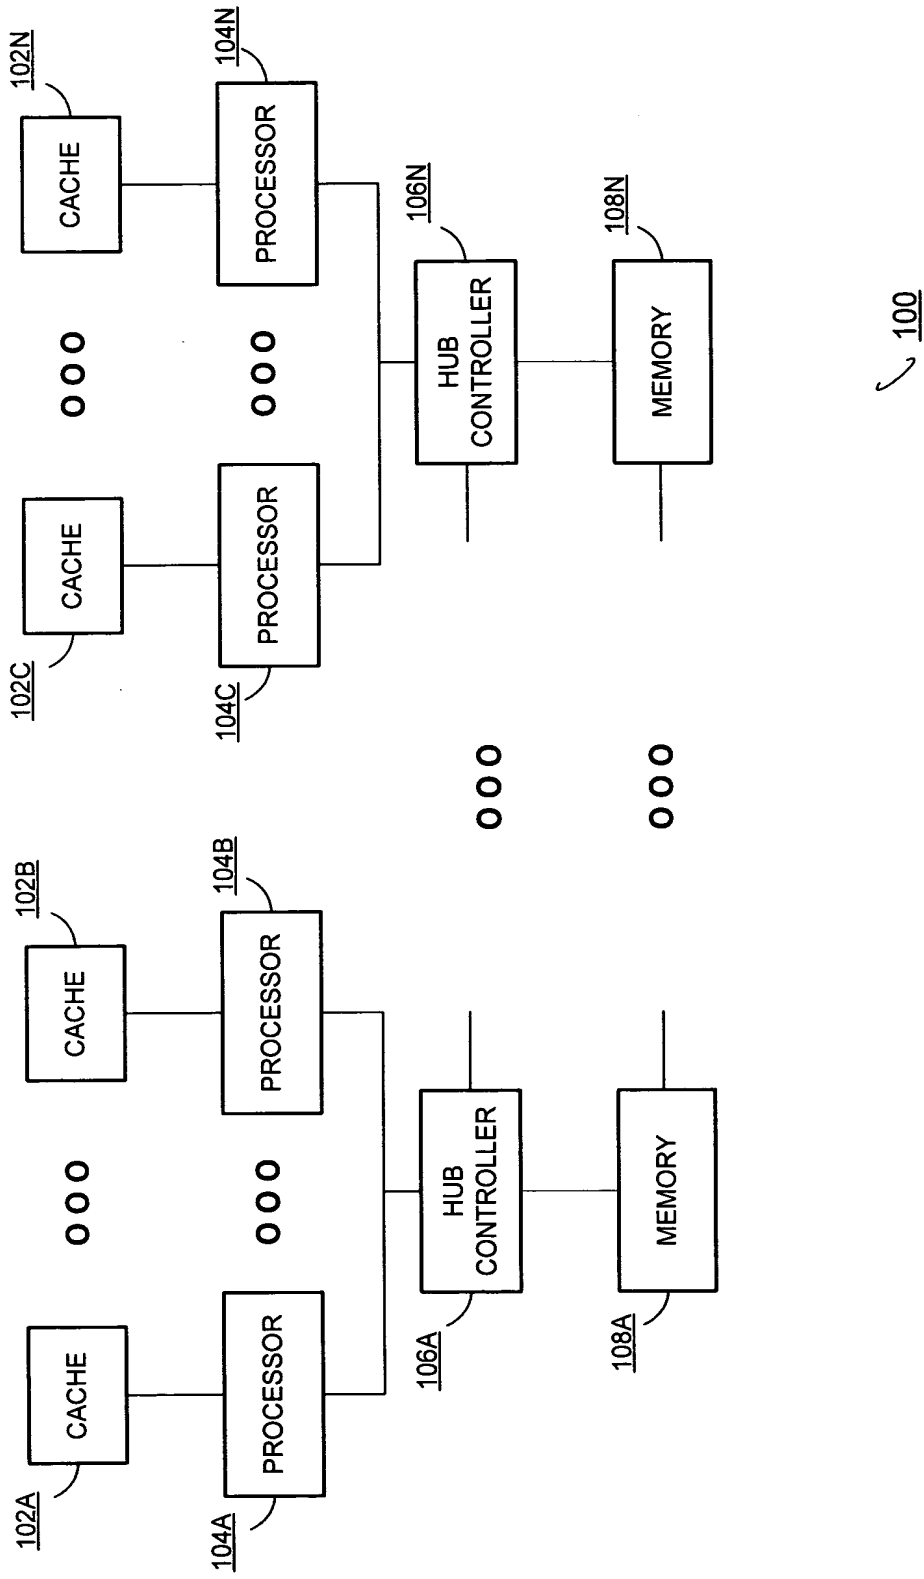 102A
102B
102C
102N
CACHE
CACHE
CACHE
CACHE
104A
104B
104C
104N
PROCESSOR
PROCESSOR
PROCESSOR
PROCESSOR
106A
106N
HUB
CONTROLLER
HUB
CONTROLLER
108A
108N
MEMORY
MEMORY
100